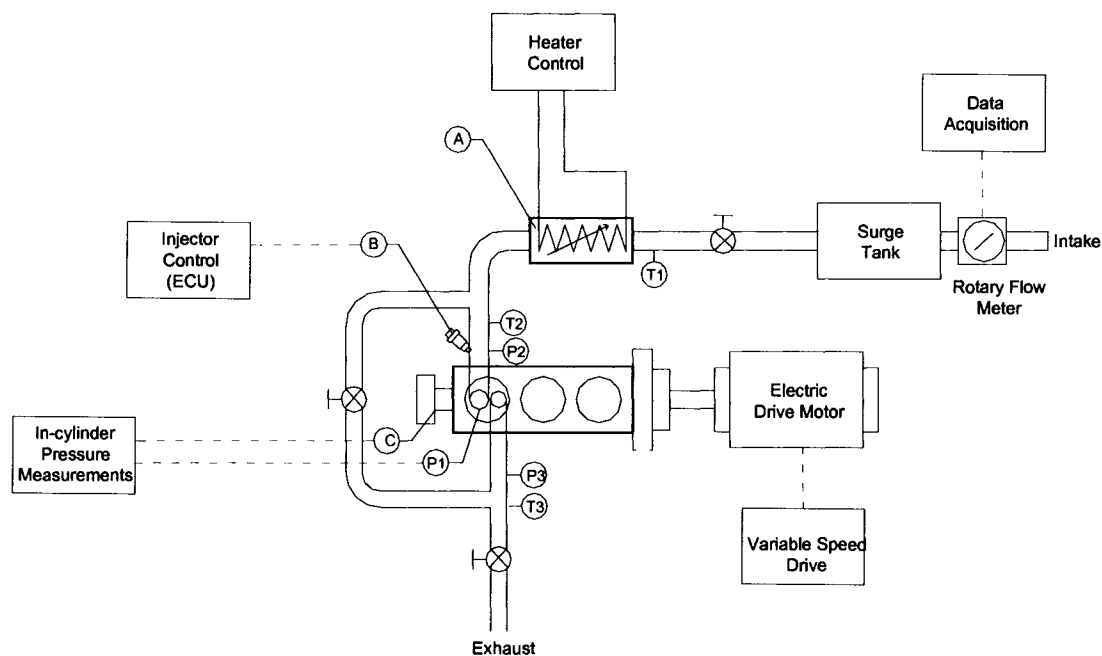 Heater
Control
Data
Acquisition
A
Injector
Control
(ECU)
B
Surge
Tank
Intake
T1
Rotary Flow
Meter
T2
P2
Electric
Drive Motor
In-cylinder
Pressure
Measurements
C
P1
P3
T3
Variable Speed
Drive
Exhaust